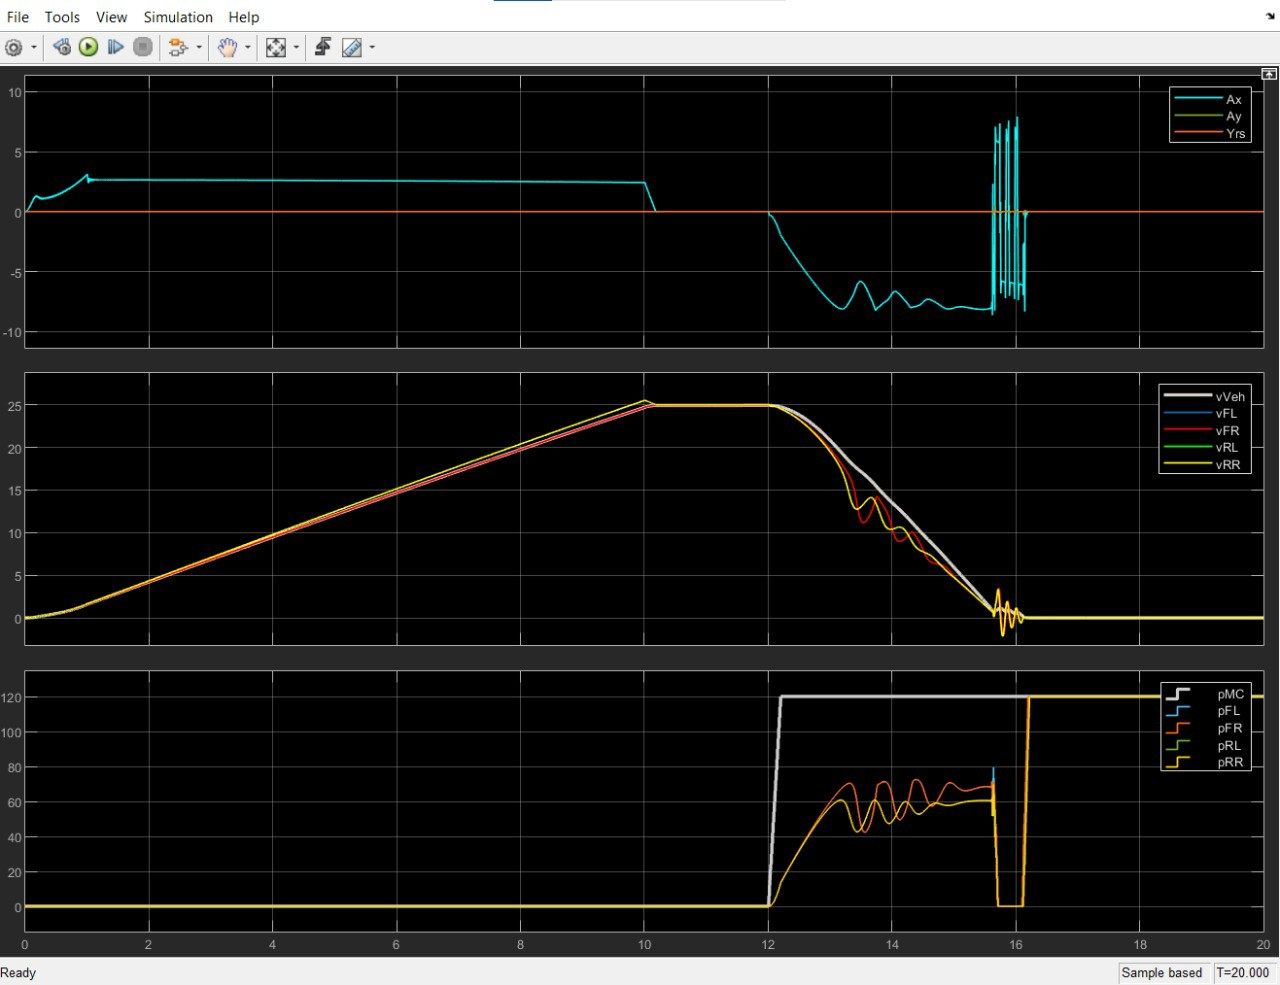 File Tools View Simulation Help
10
5
0
-5
-10
Ax
Ay
Yrs
25
20
15
10
5
0
vVeh
vFL
vFR
vRL
vRR
120
100
80
60
40
20
0
pMC
pFL
pFR
pRL
pRR
0 2 4 6 8 10 12 14 16 18 20
Ready Sample based T=20.000